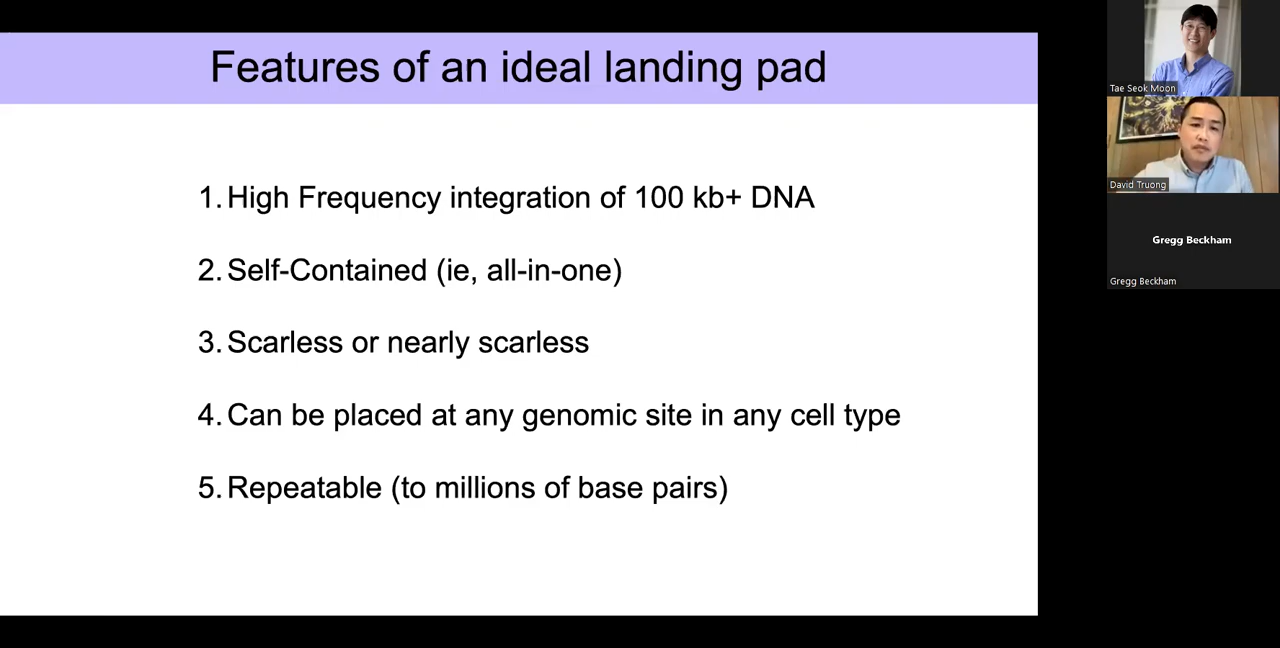 Features of an ideal landing pad
1. High Frequency integration of 100 kb+ DNA
2. Self-Contained (ie, all-in-one)
3. Scarless or nearly scarless
4. Can be placed at any genomic site in any cell type
5. Repeatable (to millions of base pairs)
Tae Seok Moon
David Truong
Gregg Beckham
Gregg Beckham